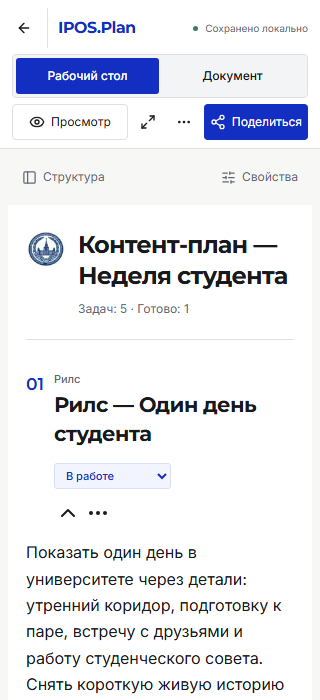 IPOS.Plan
Сохранено локально
Рабочий стол
Документ
Просмотр
Поделиться
Структура
Свойства
Контент-план —
Неделя студента
Задач: 5 · Готово: 1
01
Рилс
Рилс — Один день
студента
В работе
Показать один день в
университете через детали:
утренний коридор, подготовку к
паре, встречу с друзьями и
работу студенческого совета.
Снять короткую живую историю